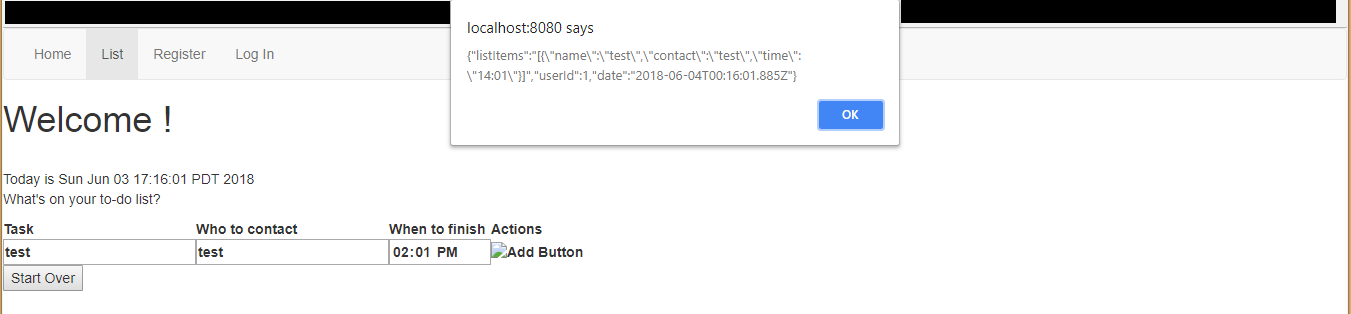 localhost:8080 says
{"listItems":"[{\"name\":\"test\",\"contact\":\"test\",\"time\":
\"14:01\"}]","userId":1,"date":"2018-06-04T00:16:01.885Z"}
OK
Home List Register Log In
Welcome !
Today is Sun Jun 03 17:16:01 PDT 2018
What's on your to-do list?
Task Who to contact When to finish Actions
test test 02:01 PM Add Button
Start Over